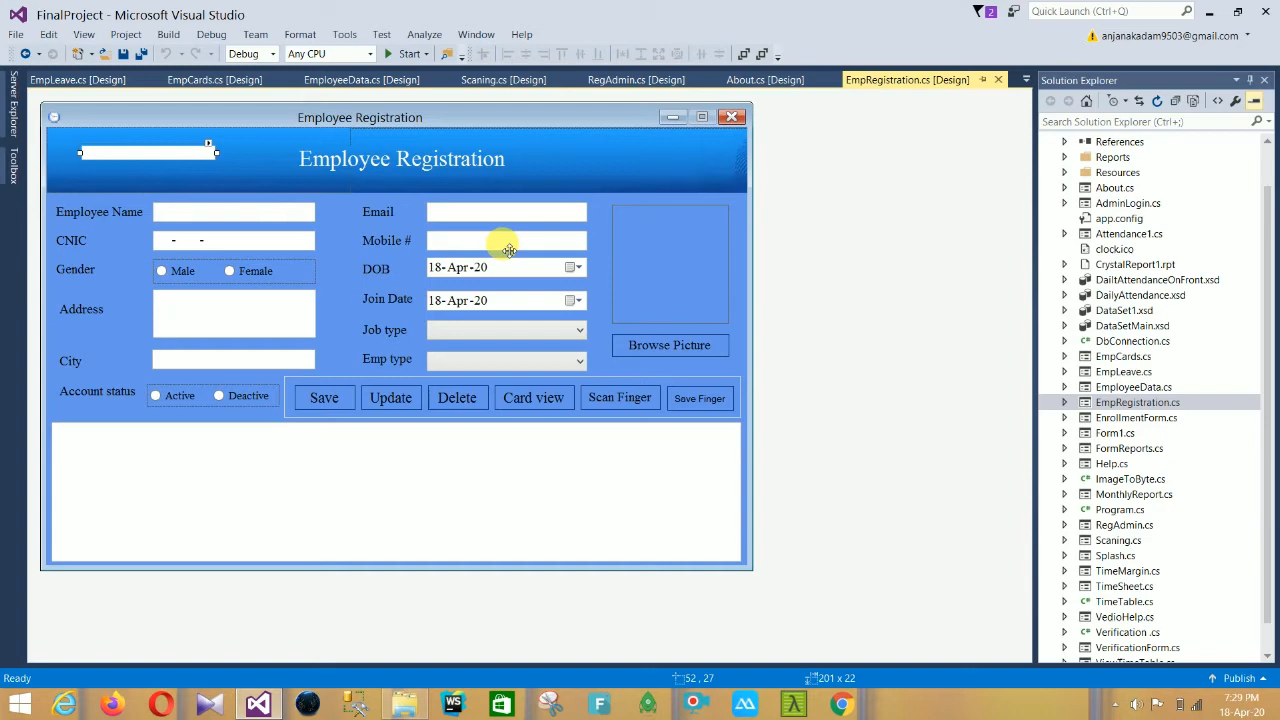 FinalProject - Microsoft Visual Studio
2
Quick Launch (Ctrl+Q)
File Edit View Project Build Debug Team Format Tools Test Analyze Window Help
anjanakadam9503@gmail.com
Debug Any CPU Start
EmpLeave.cs [Design] EmpCards.cs [Design] EmployeeData.cs [Design] Scaning.cs [Design] RegAdmin.cs [Design] About.cs [Design] EmpRegistration.cs [Design]
Server Explorer
Toolbox
Employee Registration
Employee Registration
Employee Name
Email
CNIC - -
Mobile #
Gender Male Female
DOB 18-Apr-20
Address
Join Date 18-Apr-20
Job type
Browse Picture
City
Emp type
Account status Active Deactive
Save Update Delete Card view Scan Finger Save Finger
Solution Explorer
Search Solution Explorer (Ctrl+;)
References
Reports
Resources
About.cs
AdminLogin.cs
app.config
Attendance1.cs
clock.ico
CrystalReport1.rpt
DailtAttendanceOnFront.xsd
DailyAttendance.xsd
DataSet1.xsd
DataSetMain.xsd
DbConnection.cs
EmpCards.cs
EmpLeave.cs
EmployeeData.cs
EmpRegistration.cs
EnrollmentForm.cs
Form1.cs
FormReports.cs
Help.cs
ImageToByte.cs
MonthlyReport.cs
Program.cs
RegAdmin.cs
Scaning.cs
Splash.cs
TimeMargin.cs
TimeSheet.cs
TimeTable.cs
VedioHelp.cs
Verification .cs
VerificationForm.cs
ViewTimeTable.cs
Ready 52 , 27 201 x 22 Publish
WS
F
7:29 PM
18-Apr-20